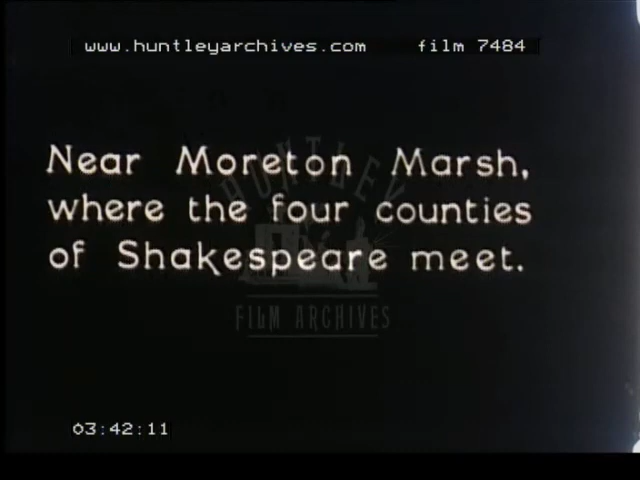 www.huntleyarchives.com film 7484
Near Moreton Marsh,
where the four counties
of Shakespeare meet.
HUNTLEY
FILM ARCHIVES
03:42:11